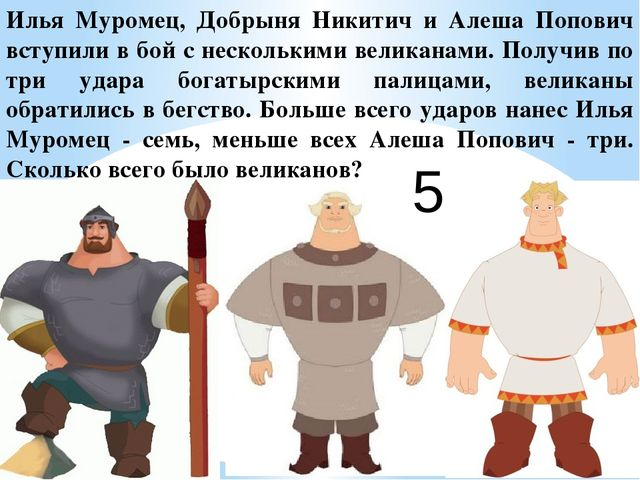 Илья Муромец, Добрыня Никитич и Алеша Попович
вступили в бой с несколькими великанами. Получив по
три удара богатырскими палицами, великаны
обратились в бегство. Больше всего ударов нанес Илья
Муромец - семь, меньше всех Алеша Попович - три.
Сколько всего было великанов?
5